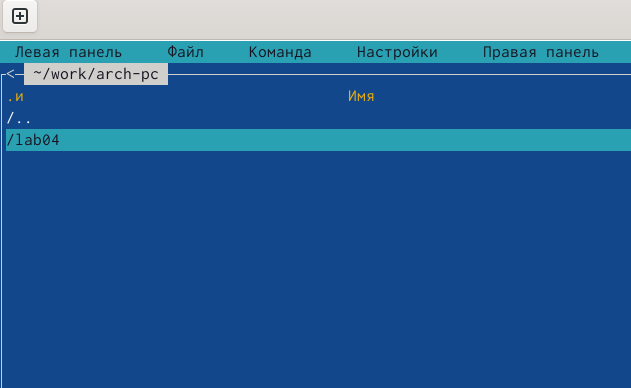 Левая панель Файл Команда Настройки Правая панель
< ~/work/arch-pc
.и Имя
/..
/lab04